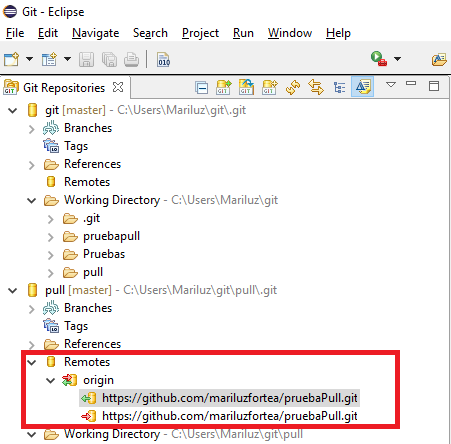 Git - Eclipse
File Edit Navigate Search Project Run Window Help
010
Git Repositories
GIT
git [master] - C:\Users\Mariluz\git\.git
Branches
Tags
References
Remotes
Working Directory - C:\Users\Mariluz\git
.git
pruebapull
Pruebas
pull
pull [master] - C:\Users\Mariluz\git\pull\.git
Branches
Tags
References
Remotes
origin
https://github.com/mariluzfortea/pruebaPull.git
https://github.com/mariluzfortea/pruebaPull.git
Working Directory - C:\Users\Mariluz\git\pull